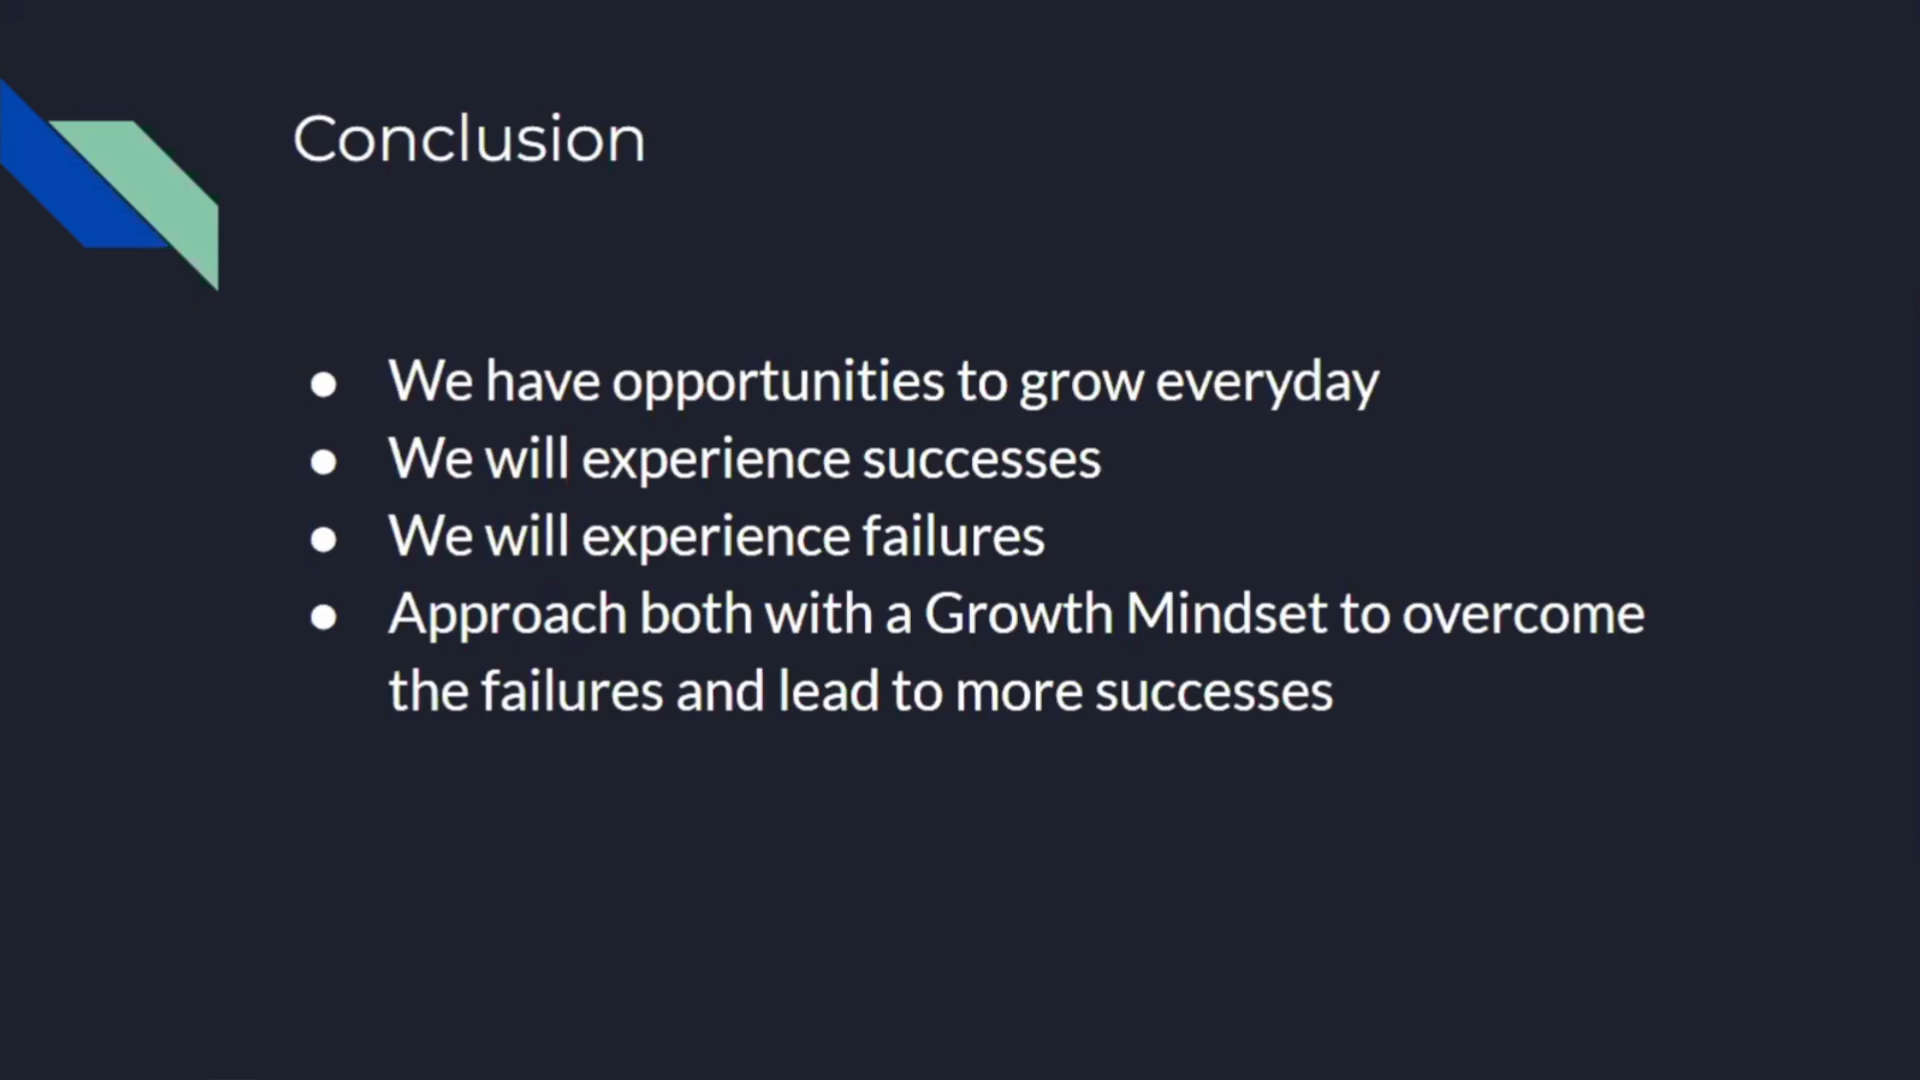 Conclusion
● We have opportunities to grow everyday
● We will experience successes
● We will experience failures
● Approach both with a Growth Mindset to overcome
the failures and lead to more successes